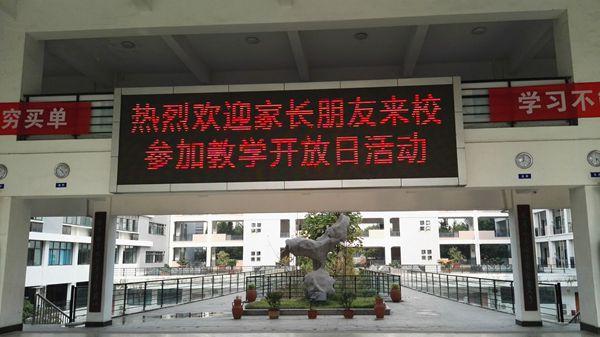 热烈欢迎家长朋友来校
参加教学开放日活动
穷买单
学习不